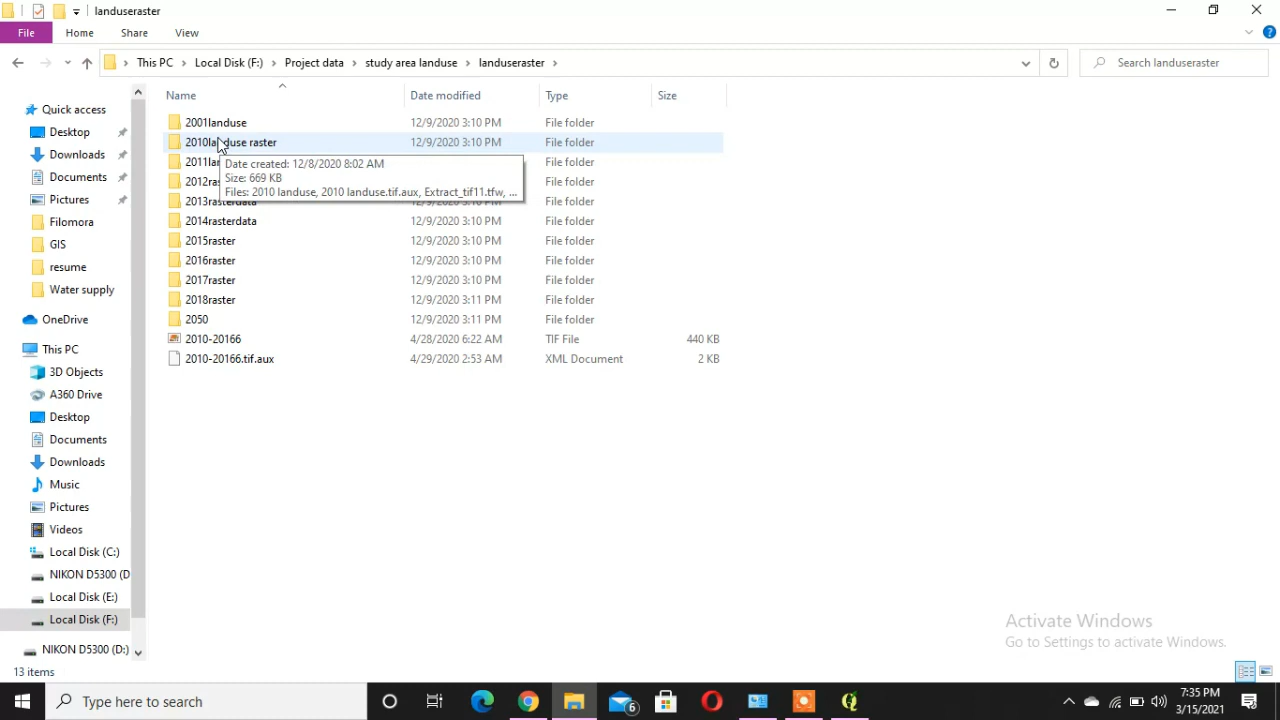 landuseraster
File Home Share View
This PC Local Disk (F:) Project data study area landuse landuseraster Search landuseraster
Name Date modified Type Size
Quick access
Desktop
Downloads
Documents
Pictures
Filomora
GIS
resume
Water supply
OneDrive
This PC
3D Objects
A360 Drive
Desktop
Documents
Downloads
Music
Pictures
Videos
Local Disk (C:)
NIKON D5300 (D
Local Disk (E:)
Local Disk (F:)
NIKON D5300 (D:)
2001landuse 12/9/2020 3:10 PM File folder
2010landuse raster 12/9/2020 3:10 PM File folder
2011lan 12/9/2020 3:10 PM File folder
Date created: 12/8/2020 8:02 AM
Size: 669 KB
Files: 2010 landuse, 2010 landuse.tif.aux, Extract_tif11.tfw, ...
2012ras File folder
2013rasterdata 12/9/2020 3:10 PM File folder
2014rasterdata 12/9/2020 3:10 PM File folder
2015raster 12/9/2020 3:10 PM File folder
2016raster 12/9/2020 3:10 PM File folder
2017raster 12/9/2020 3:10 PM File folder
2018raster 12/9/2020 3:11 PM File folder
2050 12/9/2020 3:11 PM File folder
2010-20166 4/28/2020 6:22 AM TIF File 440 KB
2010-20166.tif.aux 4/29/2020 2:53 AM XML Document 2 KB
Activate Windows
Go to Settings to activate Windows.
13 items
Type here to search
6
7:35 PM
3/15/2021